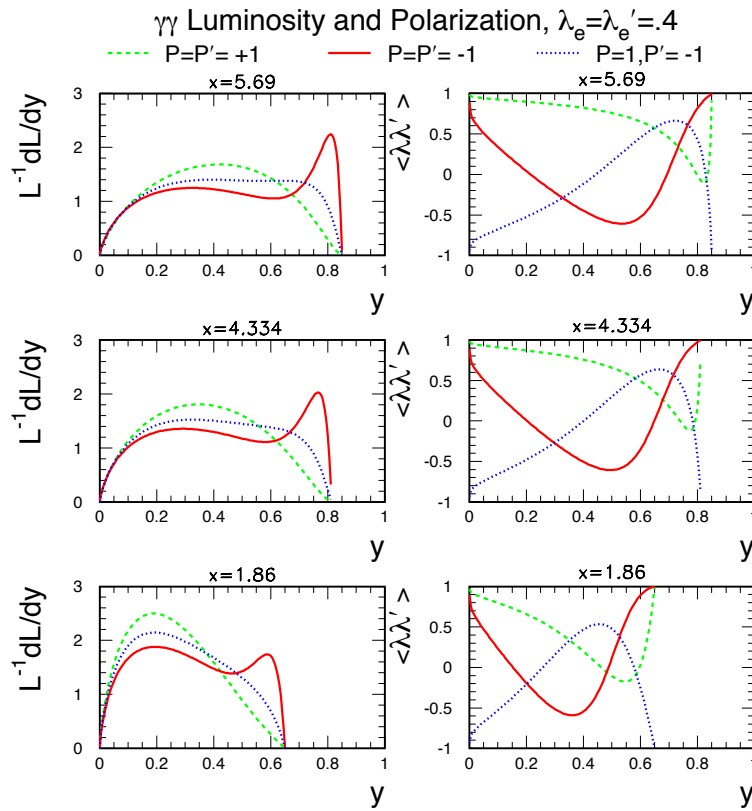 γγ Luminosity and Polarization, λe=λe′=.4
P=P′= +1 P=P′= -1 P=1,P′= -1
x=5.69 x=5.69
L⁻¹dL/dy
3
2
1
0
0 0.2 0.4 0.6 0.8 1
y
<λλ′>
1
0.5
0
-0.5
-1
0 0.2 0.4 0.6 0.8 1
y
x=4.334 x=4.334
L⁻¹dL/dy
3
2
1
0
0 0.2 0.4 0.6 0.8 1
y
<λλ′>
1
0.5
0
-0.5
-1
0 0.2 0.4 0.6 0.8 1
y
x=1.86 x=1.86
L⁻¹dL/dy
3
2
1
0
0 0.2 0.4 0.6 0.8 1
y
<λλ′>
1
0.5
0
-0.5
-1
0 0.2 0.4 0.6 0.8 1
y